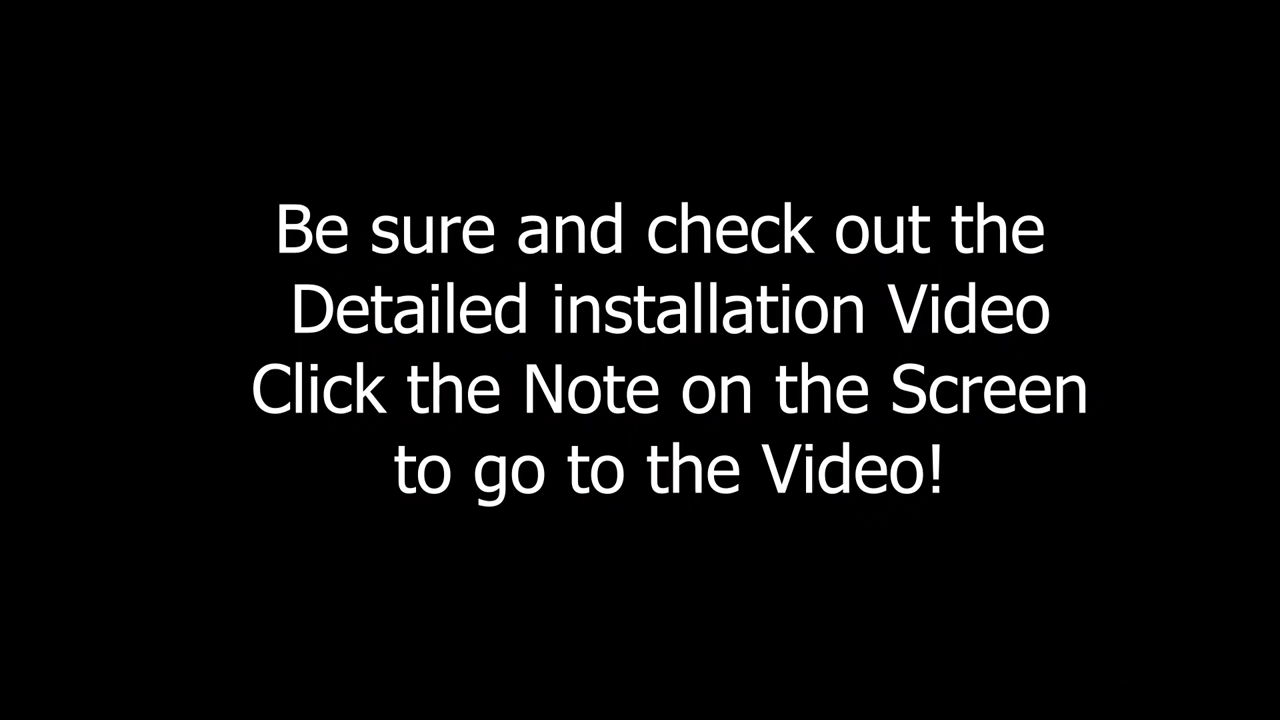 Be sure and check out the
Detailed installation Video
Click the Note on the Screen
to go to the Video!